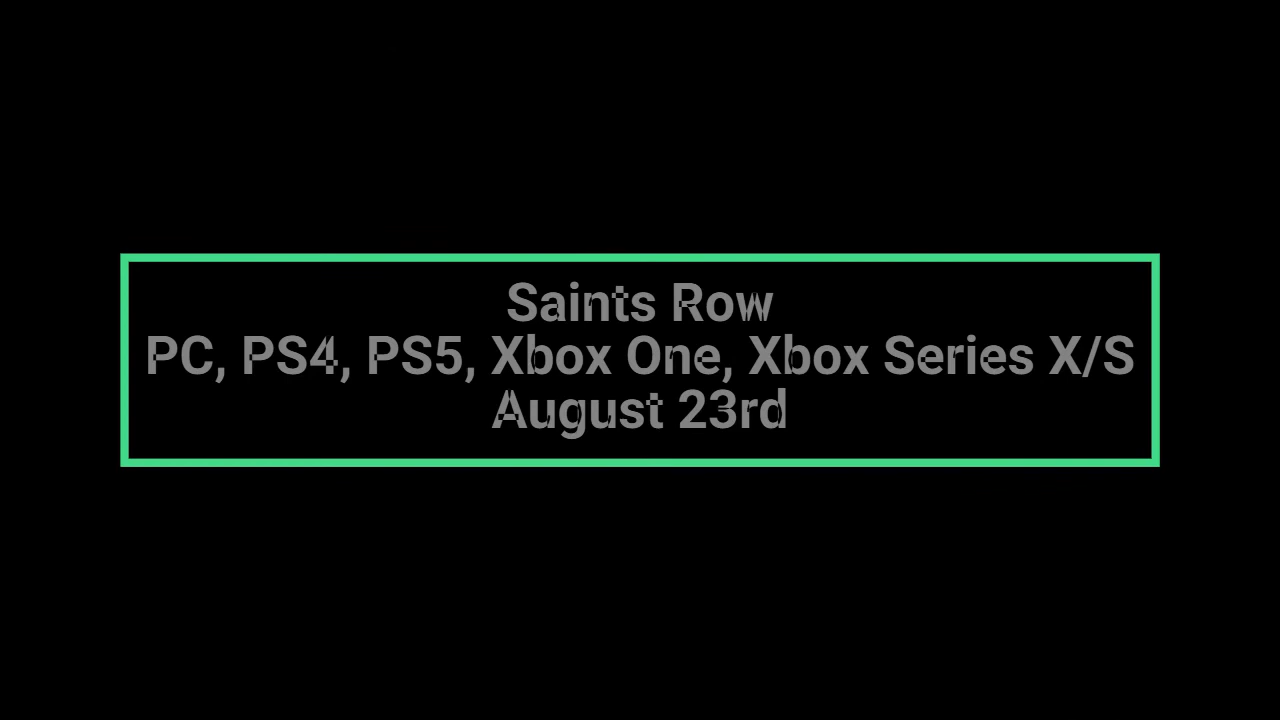 Saints Row
PC, PS4, PS5, Xbox One, Xbox Series X/S
August 23rd